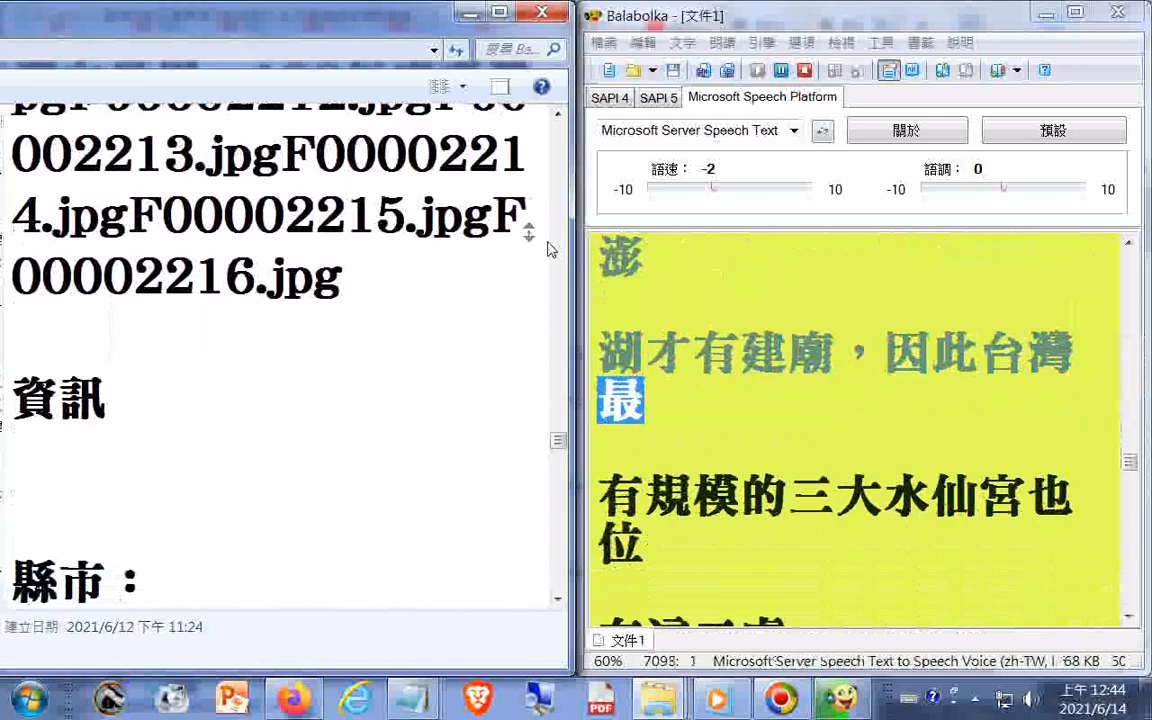 搜尋 Ba...
002213.jpgF0000221
4.jpgF00002215.jpgF
00002216.jpg
資訊
縣市：
建立日期 2021/6/12 下午 11:24
Balabolka - [文件1]
檔案 編輯 文字 朗讀 引擎 選項 檢視 工具 書籤 說明
SAPI 4 SAPI 5 Microsoft Speech Platform
Microsoft Server Speech Text 關於 預設
語速： -2 語調： 0
-10 10 -10 10
澎
湖才有建廟，因此台灣
最
有規模的三大水仙宮也
位
文件1
60% 7098: 1 Microsoft Server Speech Text to Speech Voice (zh-TW, 68 KB
PDF
上午 12:44
2021/6/14